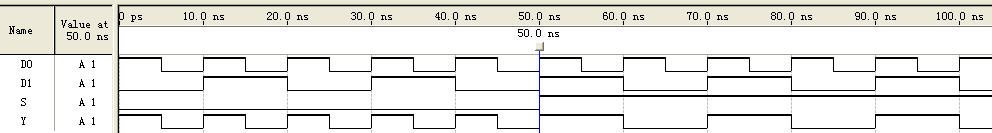 Name
Value at
50.0 ns
0 ps 10.0 ns 20.0 ns 30.0 ns 40.0 ns 50.0 ns 60.0 ns 70.0 ns 80.0 ns 90.0 ns 100.0 ns
50.0 ns
D0 A 1
D1 A 1
S A 1
Y A 1